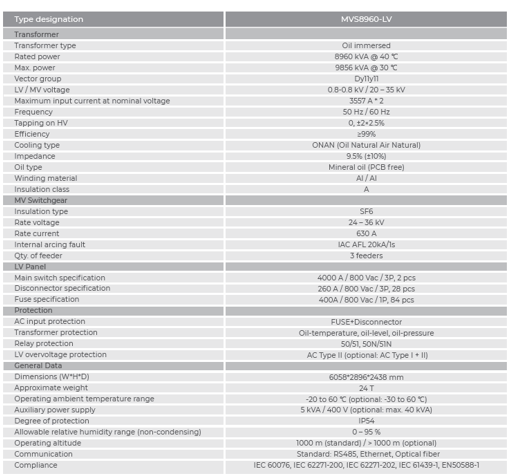 Type designation MVS8960-LV
Transformer
Transformer type Oil immersed
Rated power 8960 kVA @ 40 ℃
Max. power 9856 kVA @ 30 ℃
Vector group Dy11y11
LV / MV voltage 0.8-0.8 kV / 20 – 35 kV
Maximum input current at nominal voltage 3557 A * 2
Frequency 50 Hz / 60 Hz
Tapping on HV 0, ±2×2.5%
Efficiency ≥99%
Cooling type ONAN (Oil Natural Air Natural)
Impedance 9.5% (±10%)
Oil type Mineral oil (PCB free)
Winding material Al / Al
Insulation class A
MV Switchgear
Insulation type SF6
Rate voltage 24 – 36 kV
Rate current 630 A
Internal arcing fault IAC AFL 20kA/1s
Qty. of feeder 3 feeders
LV Panel
Main switch specification 4000 A / 800 Vac / 3P, 2 pcs
Disconnector specification 260 A / 800 Vac / 3P, 28 pcs
Fuse specification 400A / 800 Vac / 1P, 84 pcs
Protection
AC input protection FUSE+Disconnector
Transformer protection Oil-temperature, oil-level, oil-pressure
Relay protection 50/51, 50N/51N
LV overvoltage protection AC Type II (optional: AC Type I + II)
General Data
Dimensions (W*H*D) 6058*2896*2438 mm
Approximate weight 24 T
Operating ambient temperature range -20 to 60 ℃ (optional: -30 to 60 ℃)
Auxiliary power supply 5 kVA / 400 V (optional: max. 40 kVA)
Degree of protection IP54
Allowable relative humidity range (non-condensing) 0 – 95 %
Operating altitude 1000 m (standard) / > 1000 m (optional)
Communication Standard: RS485, Ethernet, Optical fiber
Compliance IEC 60076, IEC 62271-200, IEC 62271-202, IEC 61439-1, EN50588-1